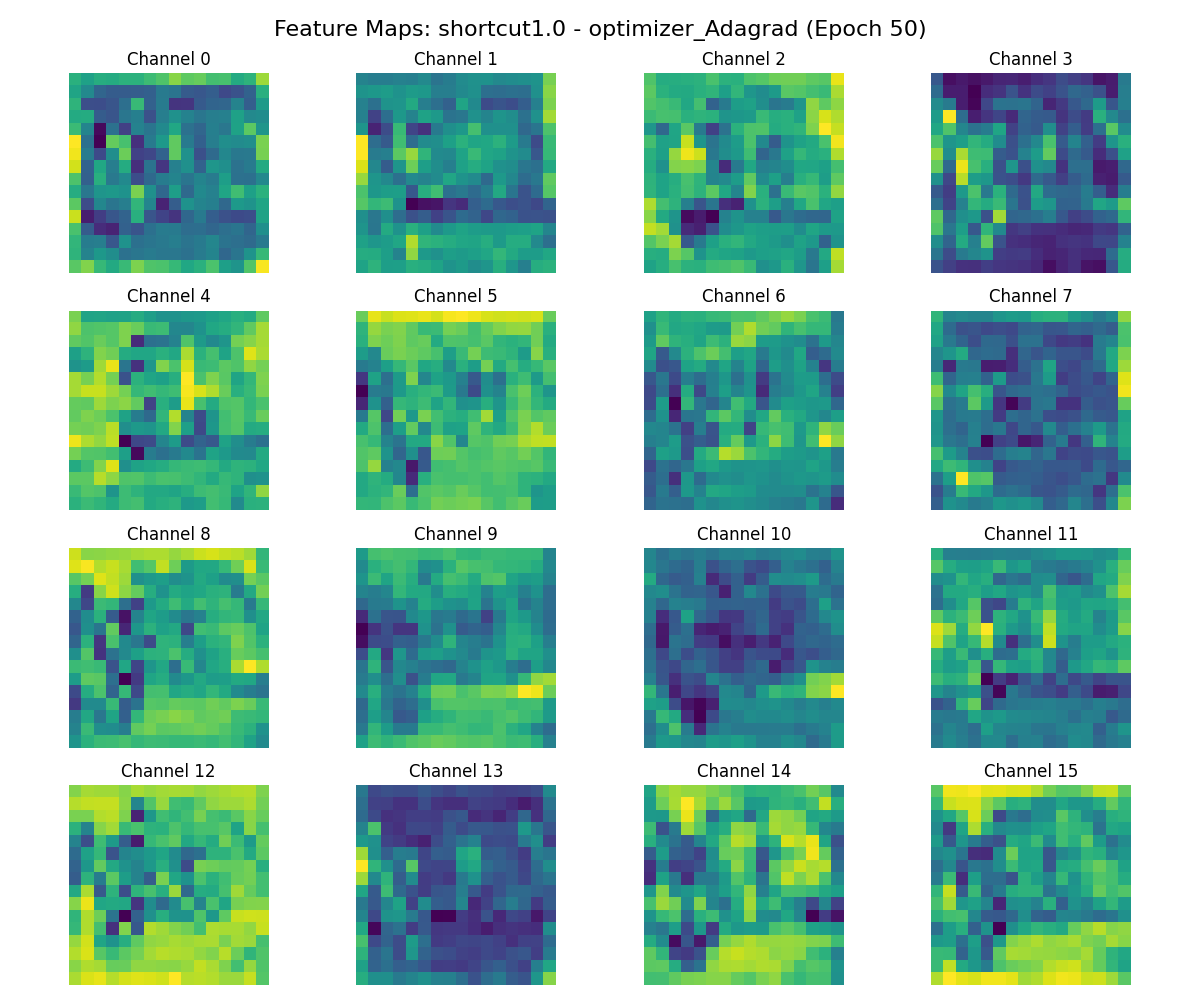 Feature Maps: shortcut1.0 - optimizer_Adagrad (Epoch 50)
Channel 0
Channel 1
Channel 2
Channel 3
Channel 4
Channel 5
Channel 6
Channel 7
Channel 8
Channel 9
Channel 10
Channel 11
Channel 12
Channel 13
Channel 14
Channel 15